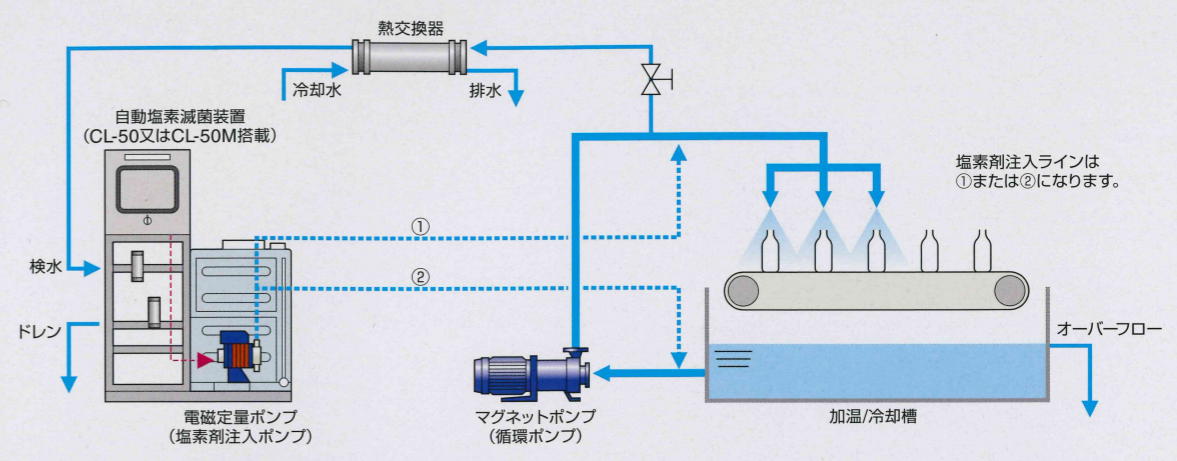 熱交換器
冷却水
排水
自動塩素滅菌装置
(CL-50又はCL-50M搭載)
塩素剤注入ラインは
①または②になります。
①
検水
②
ドレン
オーバーフロー
電磁定量ポンプ
(塩素剤注入ポンプ)
マグネットポンプ
(循環ポンプ)
加温/冷却槽